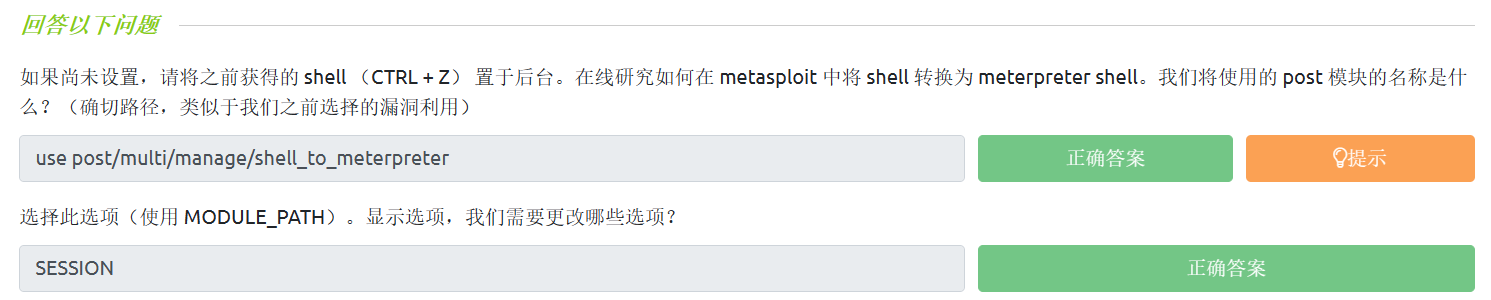 回答以下问题
如果尚未设置，请将之前获得的 shell （CTRL + Z） 置于后台。在线研究如何在 metasploit 中将 shell 转换为 meterpreter shell。我们将使用的 post 模块的名称是什
么？（确切路径，类似于我们之前选择的漏洞利用）
use post/multi/manage/shell_to_meterpreter
正确答案
提示
选择此选项（使用 MODULE_PATH）。显示选项，我们需要更改哪些选项？
SESSION
正确答案